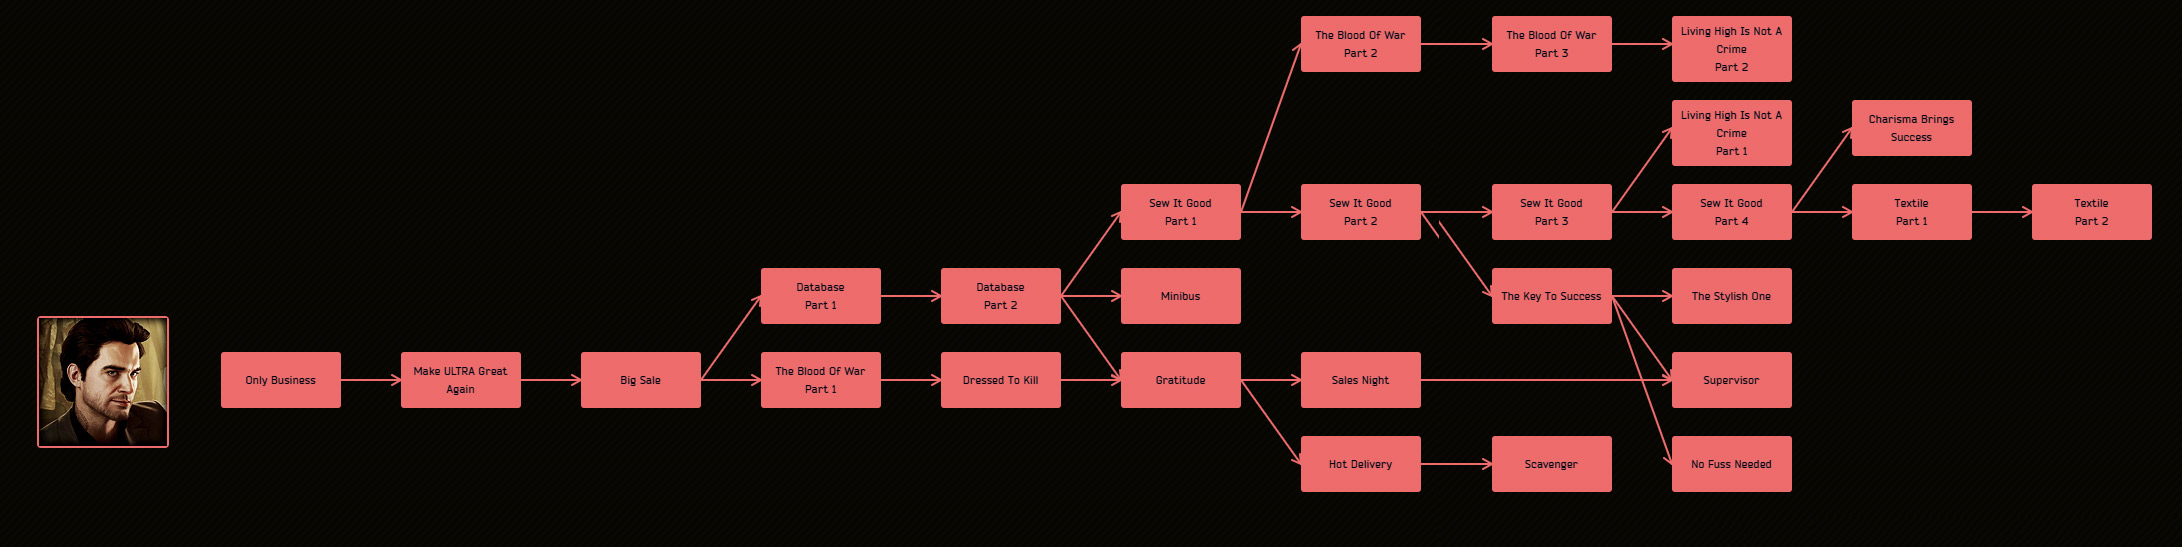 The Blood Of War
Part 2
The Blood Of War
Part 3
Living High Is Not A
Crime
Part 2
Living High Is Not A
Crime
Part 1
Charisma Brings
Success
Sew It Good
Part 1
Sew It Good
Part 2
Sew It Good
Part 3
Sew It Good
Part 4
Textile
Part 1
Textile
Part 2
Database
Part 1
Database
Part 2
Minibus
The Key To Success
The Stylish One
Only Business
Make ULTRA Great
Again
Big Sale
The Blood Of War
Part 1
Dressed To Kill
Gratitude
Sales Night
Supervisor
Hot Delivery
Scavenger
No Fuss Needed